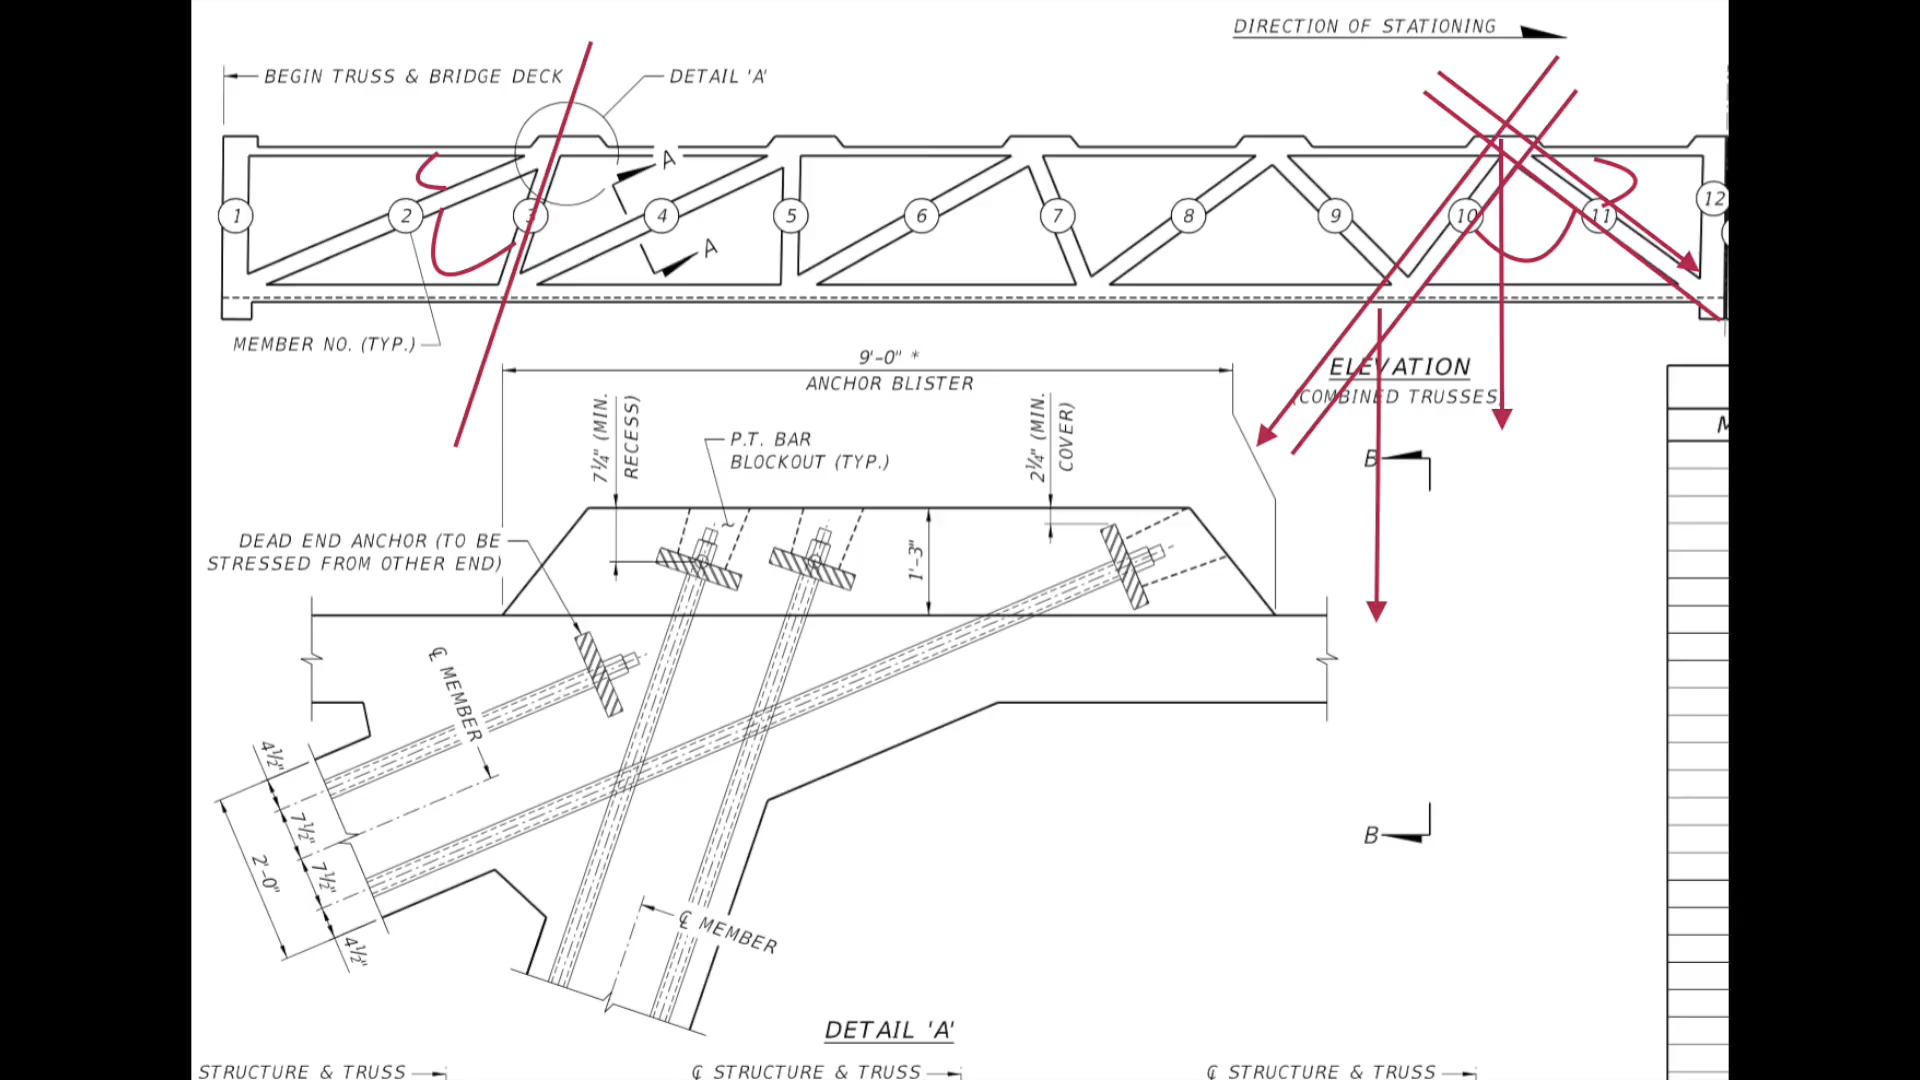 DIRECTION OF STATIONING
BEGIN TRUSS & BRIDGE DECK
DETAIL 'A'
A
1
2
3
4
5
6
7
8
9
10
11
12
A
MEMBER NO. (TYP.)
9'-0" *
ANCHOR BLISTER
ELEVATION
(COMBINED TRUSSES)
7¼" (MIN.
RECESS)
2¼" (MIN.
COVER)
P.T. BAR
BLOCKOUT (TYP.)
B
M
DEAD END ANCHOR (TO BE
STRESSED FROM OTHER END)
1'-3"
℄ MEMBER
4½"
7½"
7½"
4½"
2'-0"
B
℄ MEMBER
DETAIL 'A'
STRUCTURE & TRUSS
℄ STRUCTURE & TRUSS
℄ STRUCTURE & TRUSS